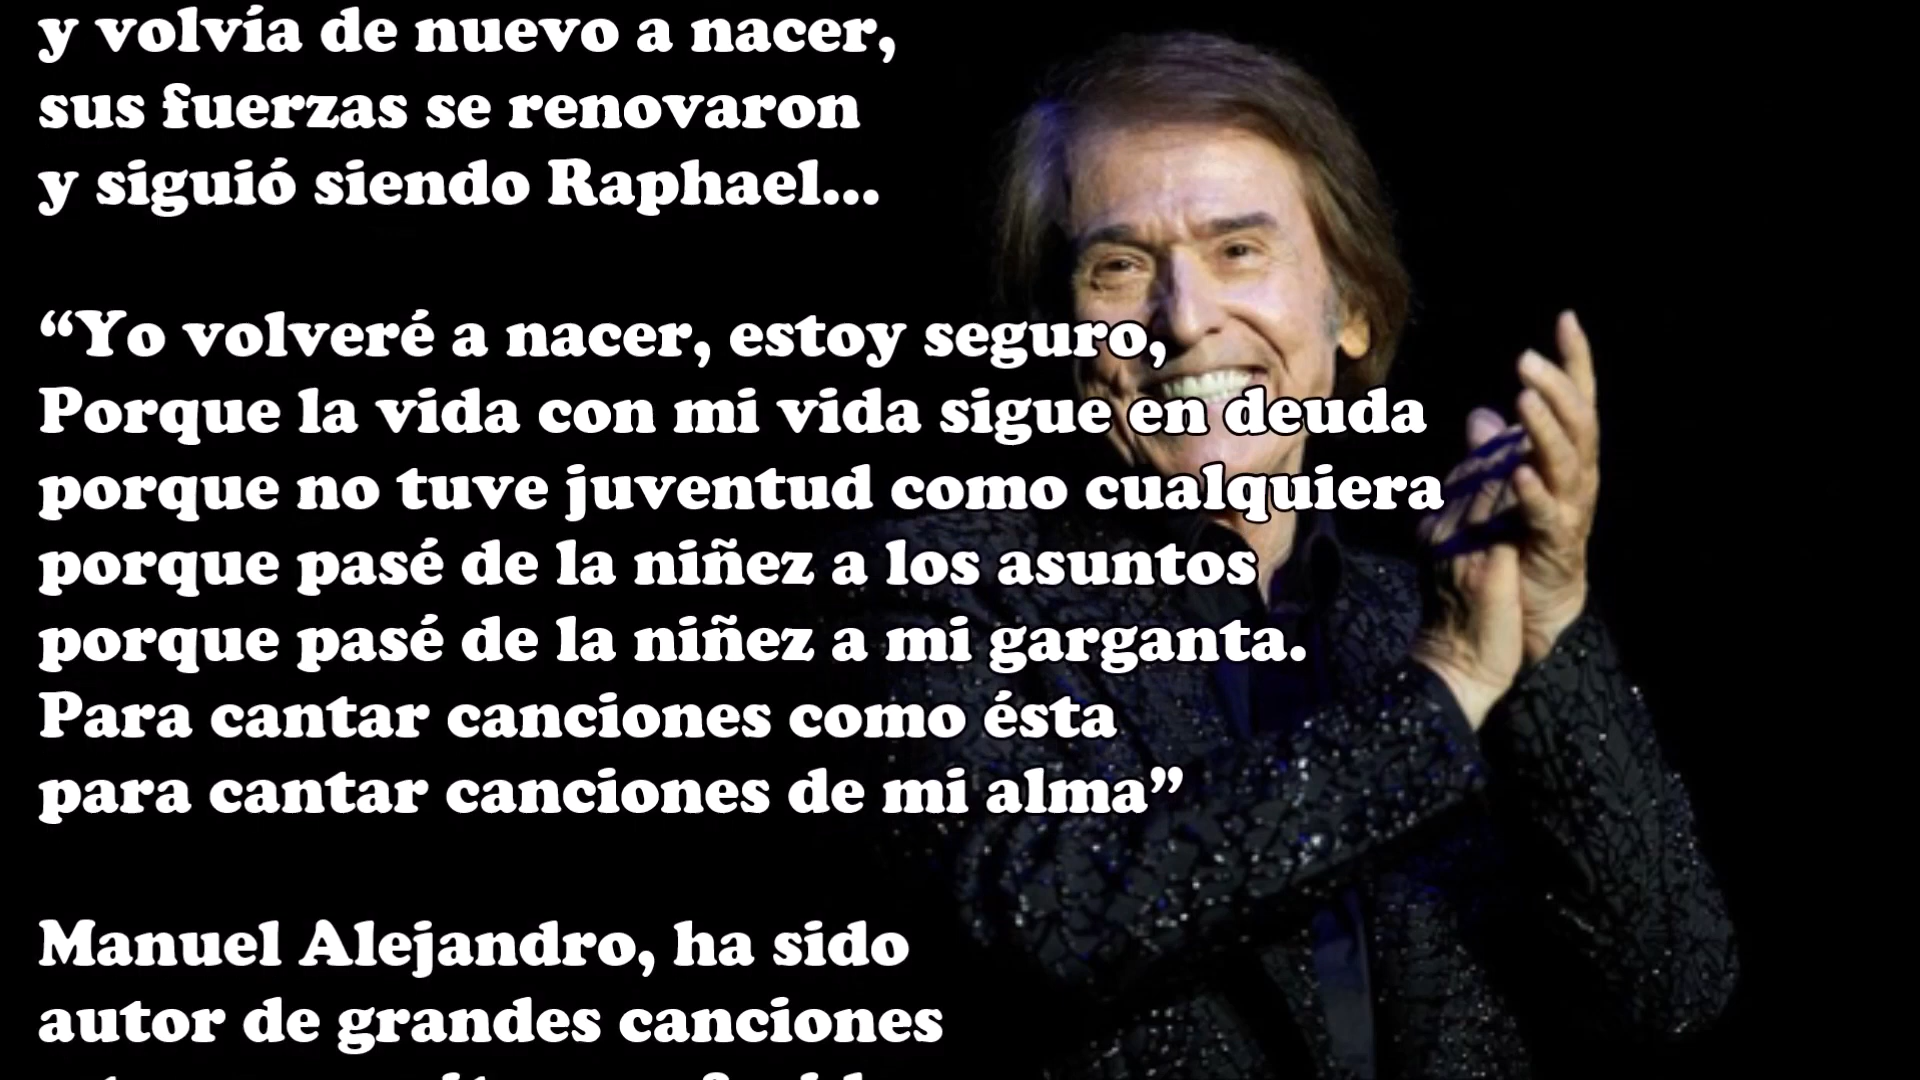 y volvía de nuevo a nacer,
sus fuerzas se renovaron
y siguió siendo Raphael...
“Yo volveré a nacer, estoy seguro,
Porque la vida con mi vida sigue en deuda
porque no tuve juventud como cualquiera
porque pasé de la niñez a los asuntos
porque pasé de la niñez a mi garganta.
Para cantar canciones como ésta
para cantar canciones de mi alma”
Manuel Alejandro, ha sido
autor de grandes canciones